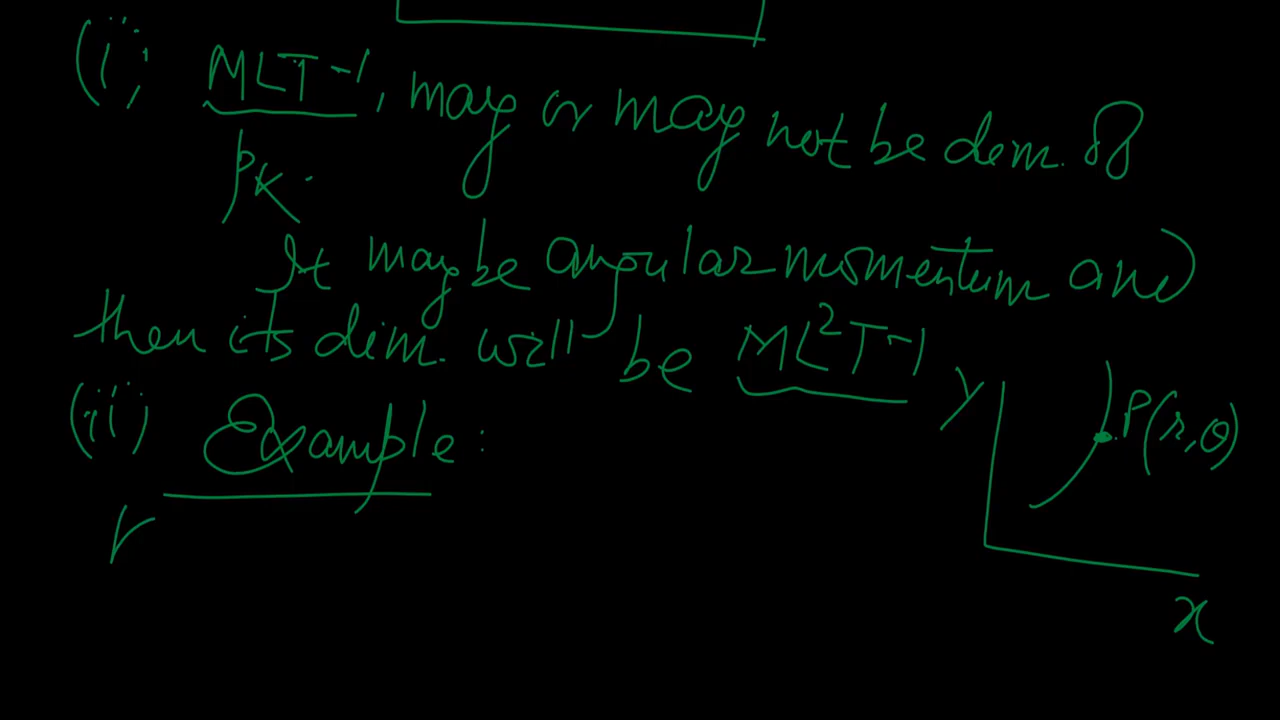 (i) MLT⁻¹, may or may not be dim. of
pₖ.
It may be angular momentum and
then its dim. will be ML²T⁻¹
(ii) Example:
y
P(r,θ)
r
x